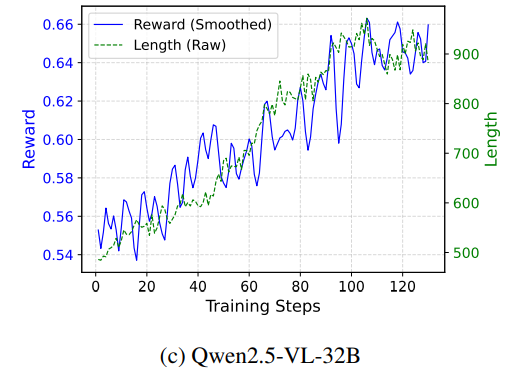 Reward (Smoothed)
Length (Raw)
0.66
0.64
0.62
0.60
0.58
0.56
0.54
Reward
900
800
700
600
500
Length
0 20 40 60 80 100 120
Training Steps
(c) Qwen2.5-VL-32B